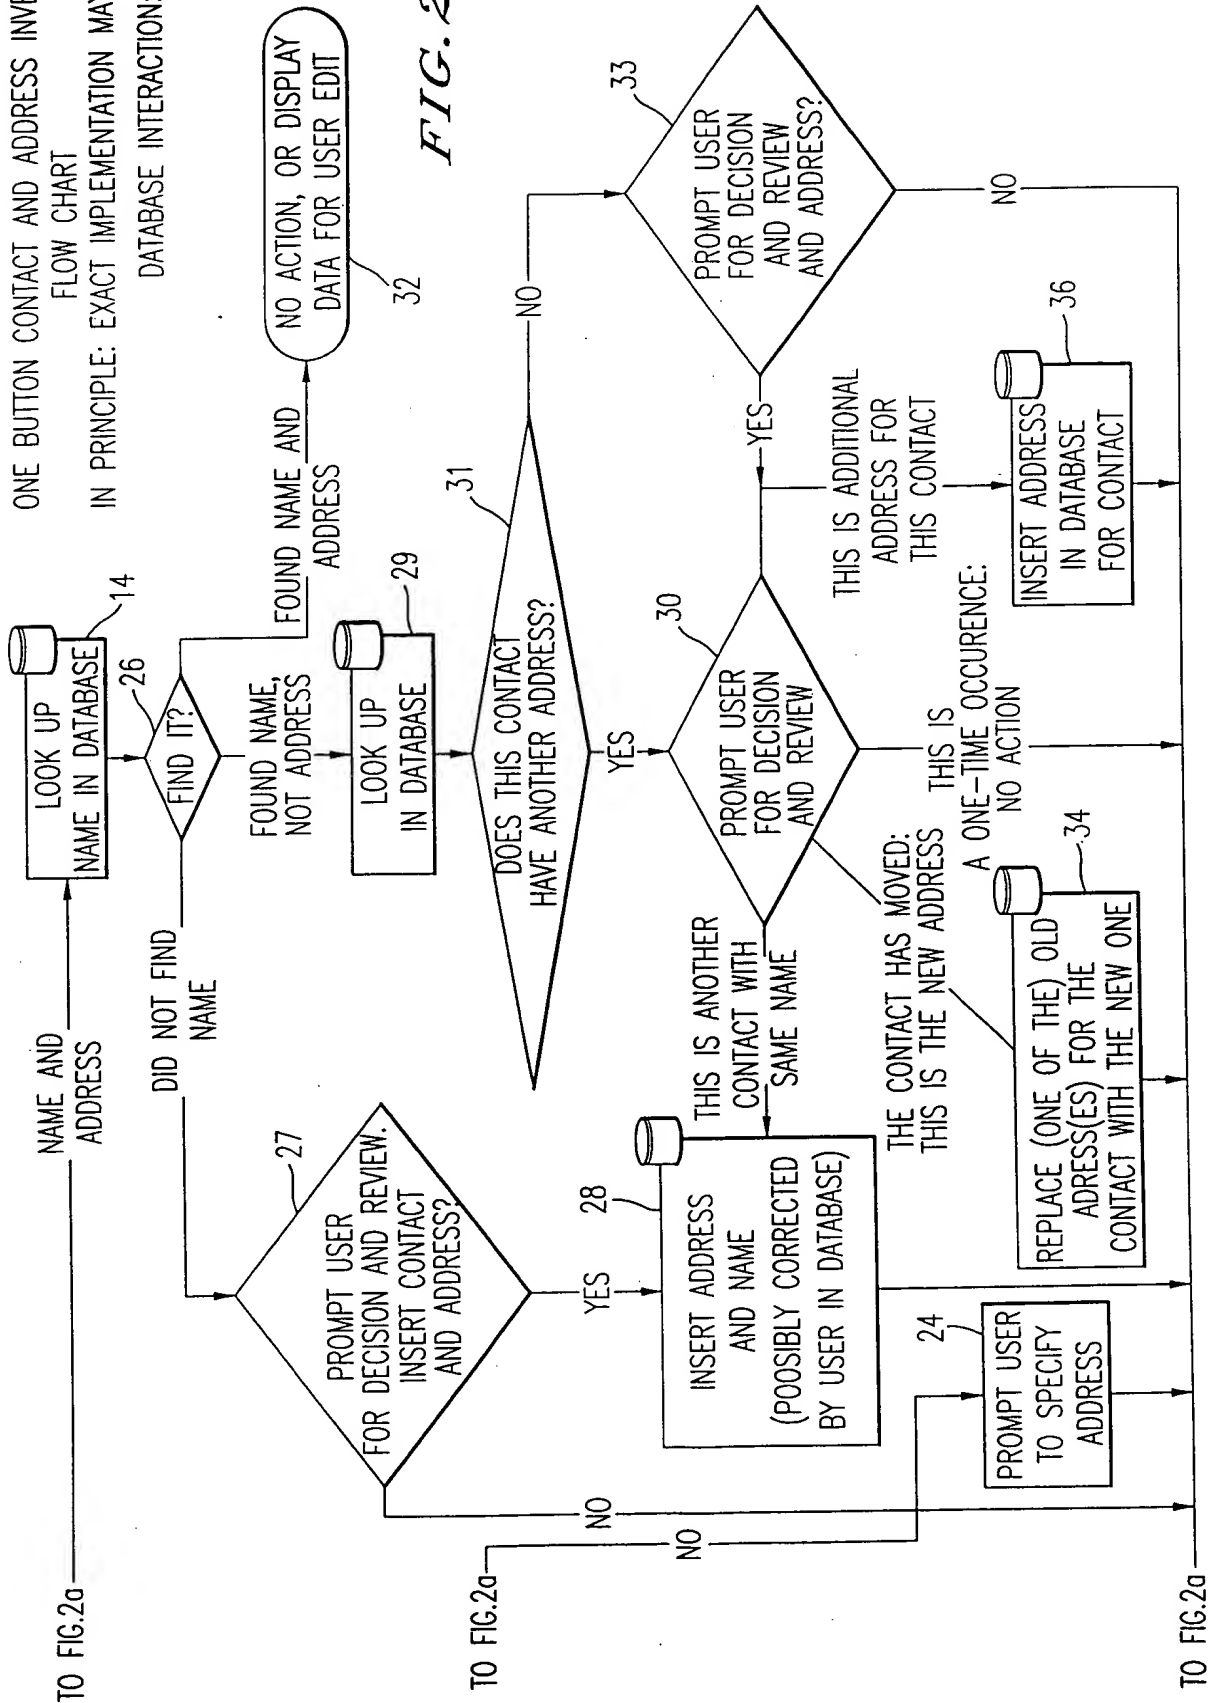 ONE BUTTON CONTACT AND ADDRESS INVE
FLOW CHART
IN PRINCIPLE: EXACT IMPLEMENTATION MAY
DATABASE INTERACTION
FIG.2
TO FIG.2a
NAME AND
ADDRESS
LOOK UP
NAME IN DATABASE
14
FIND IT?
26
DID NOT FIND
NAME
FOUND NAME,
NOT ADDRESS
FOUND NAME AND
ADDRESS
NO ACTION, OR DISPLAY
DATA FOR USER EDIT
32
PROMPT USER
FOR DECISION AND REVIEW.
INSERT CONTACT
AND ADDRESS?
27
LOOK UP
IN DATABASE
29
DOES THIS CONTACT
HAVE ANOTHER ADDRESS?
31
NO
YES
YES
NO
TO FIG.2a
NO
INSERT ADDRESS
AND NAME
(POOSIBLY CORRECTED
BY USER IN DATABASE)
28
THIS IS ANOTHER
CONTACT WITH
SAME NAME
PROMPT USER
FOR DECISION
AND REVIEW
30
YES
PROMPT USER
FOR DECISION
AND REVIEW
AND ADDRESS?
33
NO
THIS IS ADDITIONAL
ADDRESS FOR
THIS CONTACT
THE CONTACT HAS MOVED:
THIS IS THE NEW ADDRESS
THIS IS
A ONE-TIME OCCURENCE:
NO ACTION
PROMPT USER
TO SPECIFY
ADDRESS
24
REPLACE (ONE OF THE) OLD
ADRESS(ES) FOR THE
CONTACT WITH THE NEW ONE
34
INSERT ADDRESS
IN DATABASE
FOR CONTACT
36
TO FIG.2a